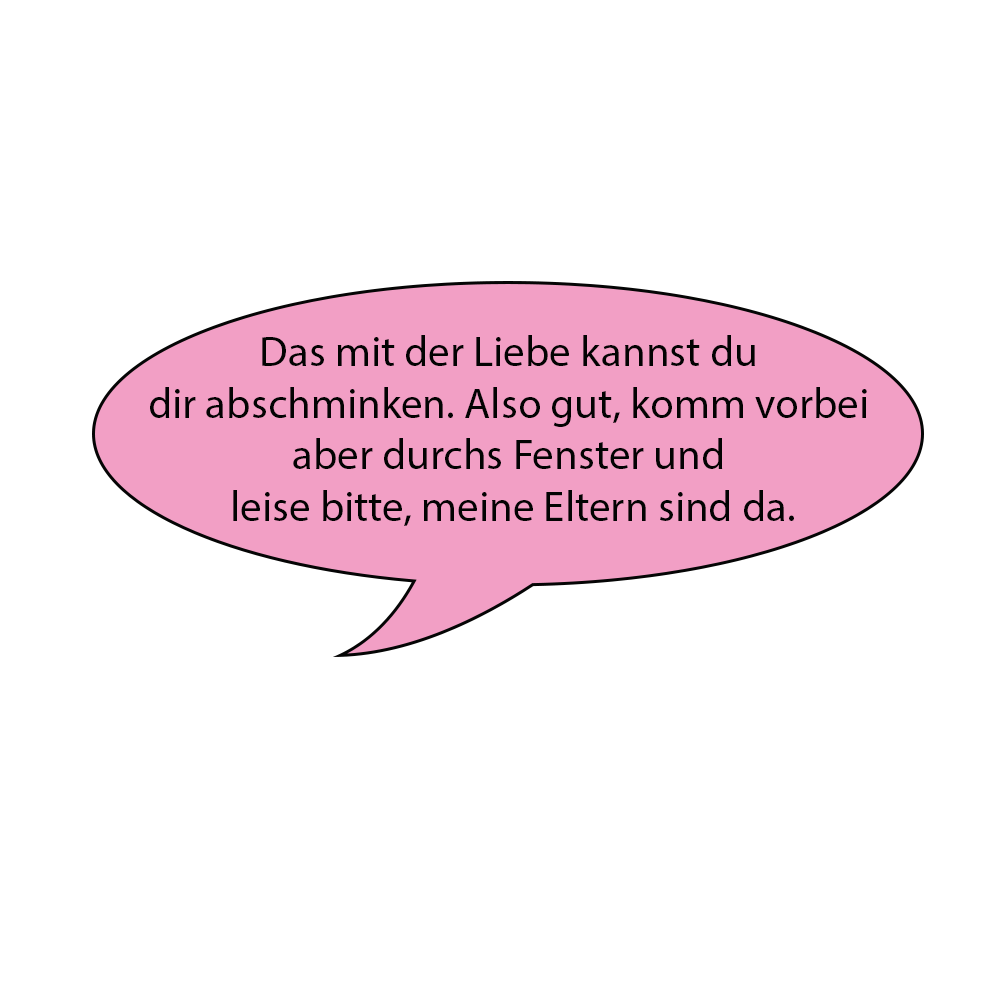 Das mit der Liebe kannst du
dir abschminken. Also gut, komm vorbei
aber durchs Fenster und
leise bitte, meine Eltern sind da.